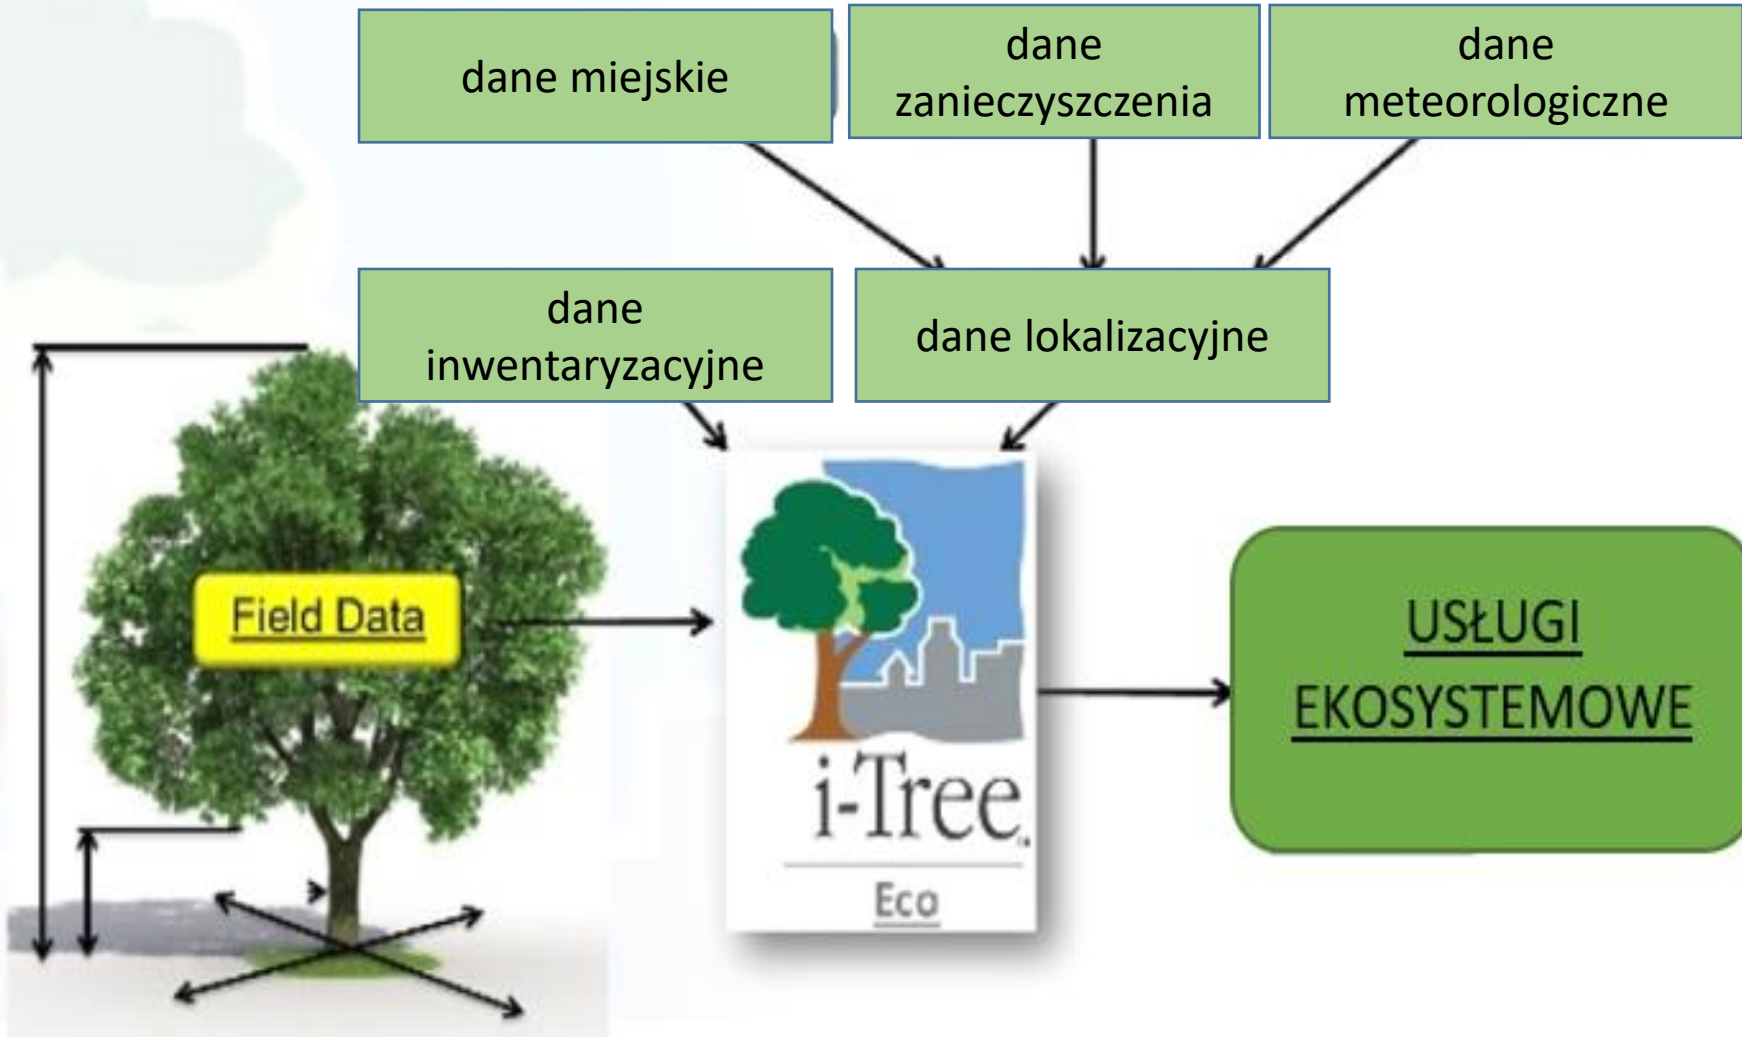 dane miejskie
dane
zanieczyszczenia
dane
meteorologiczne
dane
inwentaryzacyjne
dane lokalizacyjne
Field Data
i-Tree
Eco
USŁUGI
EKOSYSTEMOWE